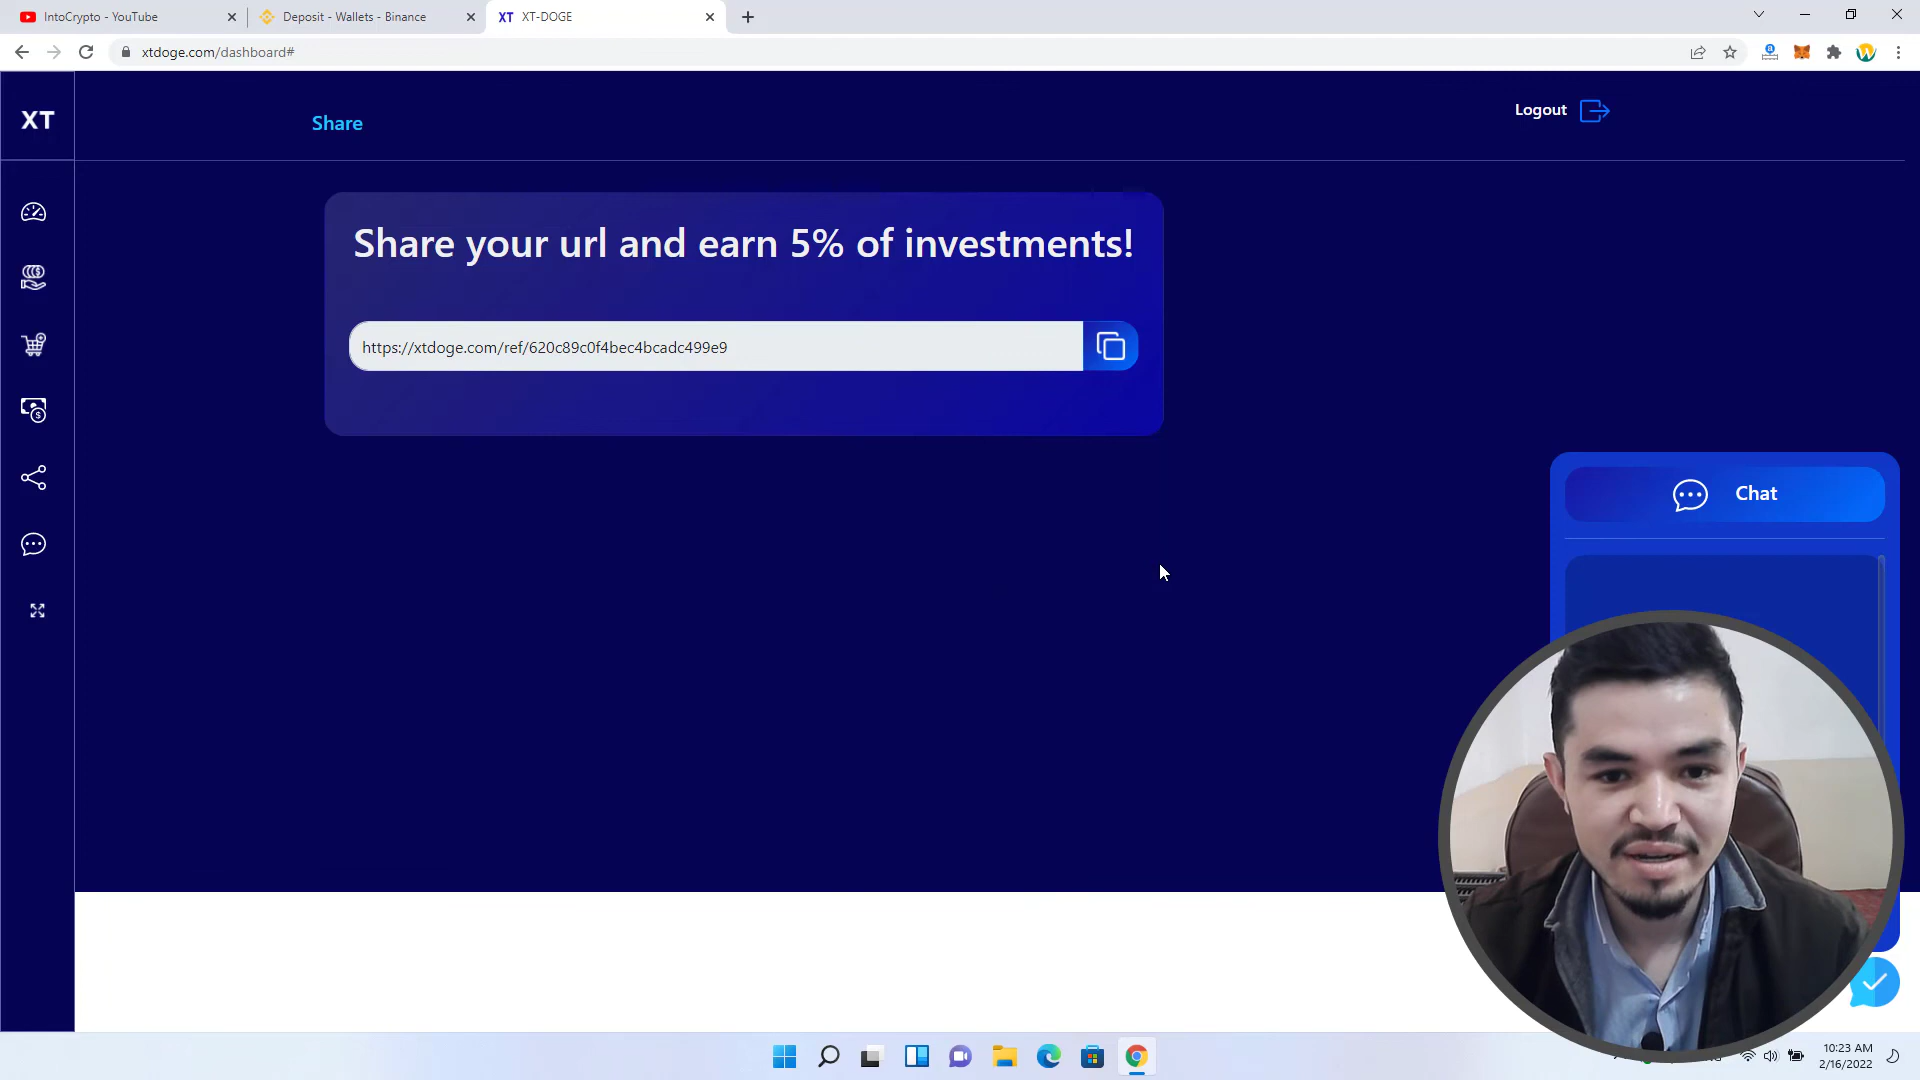 IntoCrypto - YouTube
Deposit - Wallets - Binance
XT XT-DOGE
xtdoge.com/dashboard#
XT
Share
Logout
Share your url and earn 5% of investments!
https://xtdoge.com/ref/620c89c0f4bec4bcadc499e9
Chat
10:23 AM
2/16/2022